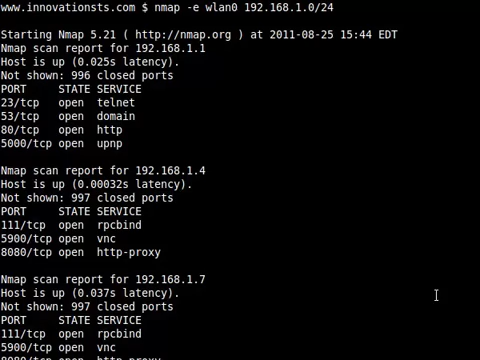 www.innovationsts.com $ nmap -e wlan0 192.168.1.0/24
Starting Nmap 5.21 ( http://nmap.org ) at 2011-08-25 15:44 EDT
Nmap scan report for 192.168.1.1
Host is up (0.025s latency).
Not shown: 996 closed ports
PORT     STATE SERVICE
23/tcp   open  telnet
53/tcp   open  domain
80/tcp   open  http
5000/tcp open  upnp
Nmap scan report for 192.168.1.4
Host is up (0.00032s latency).
Not shown: 997 closed ports
PORT     STATE SERVICE
111/tcp  open  rpcbind
5900/tcp open  vnc
8080/tcp open  http-proxy
Nmap scan report for 192.168.1.7
Host is up (0.037s latency).
Not shown: 997 closed ports
PORT     STATE SERVICE
111/tcp  open  rpcbind
5900/tcp open  vnc
8080/tcp open  http-proxy